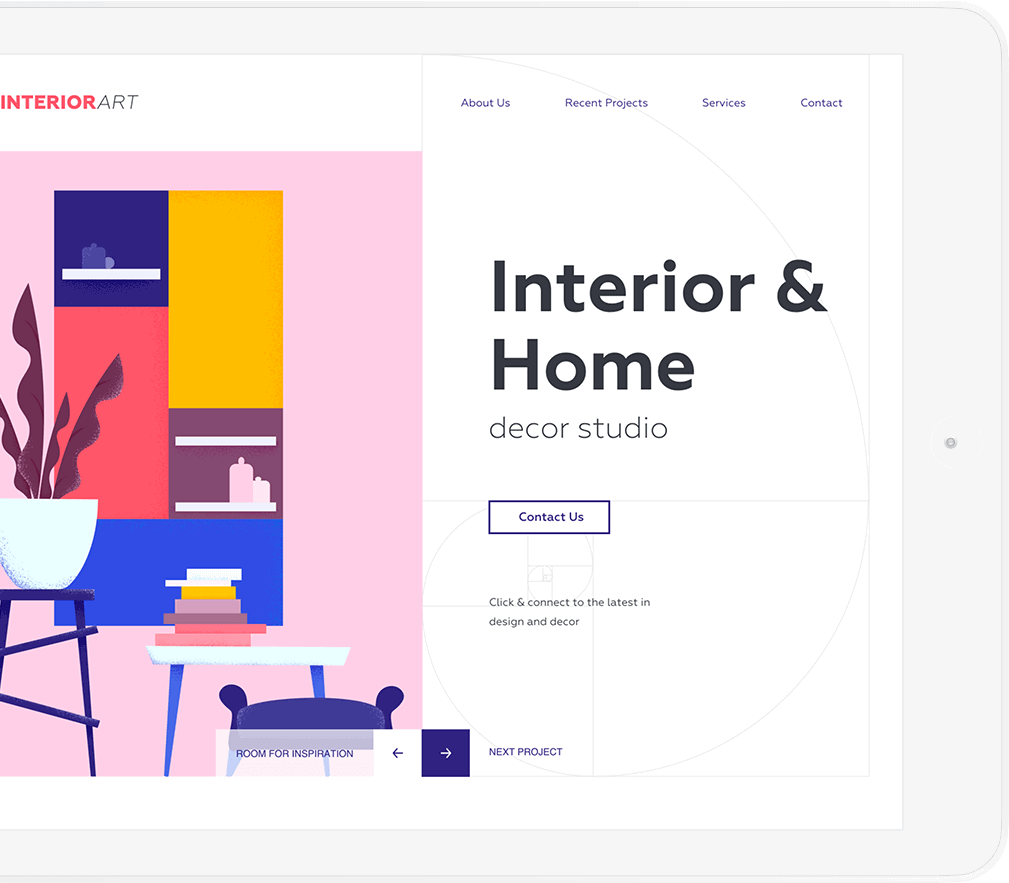 INTERIORART
About Us
Recent Projects
Services
Contact
Interior &
Home
decor studio
Contact Us
Click & connect to the latest in
design and decor
ROOM FOR INSPIRATION
NEXT PROJECT